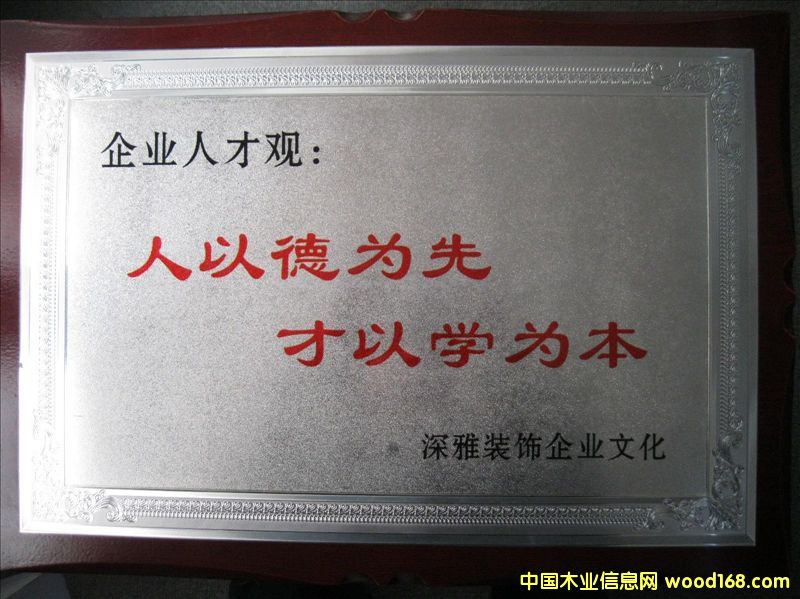 企业人才观：
人以德为先
才以学为本
深雅装饰企业文化
中国木业信息网 wood168.com